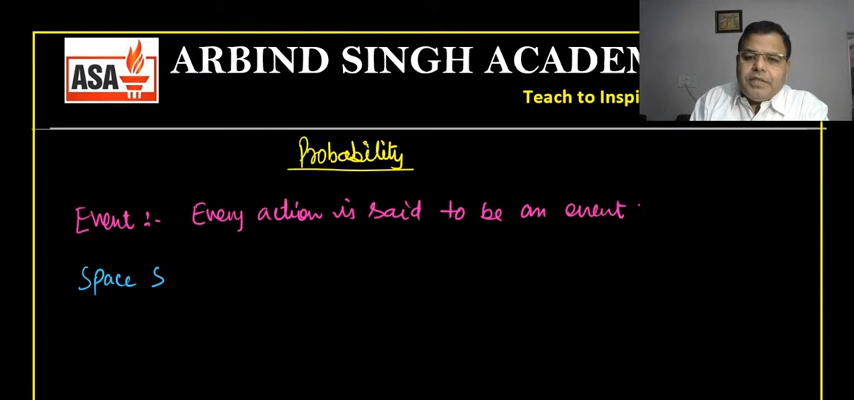 ASA
ARBIND SINGH ACADEM
Teach to Inspi
Probability
Event :- Every action is said to be an event.
Space S